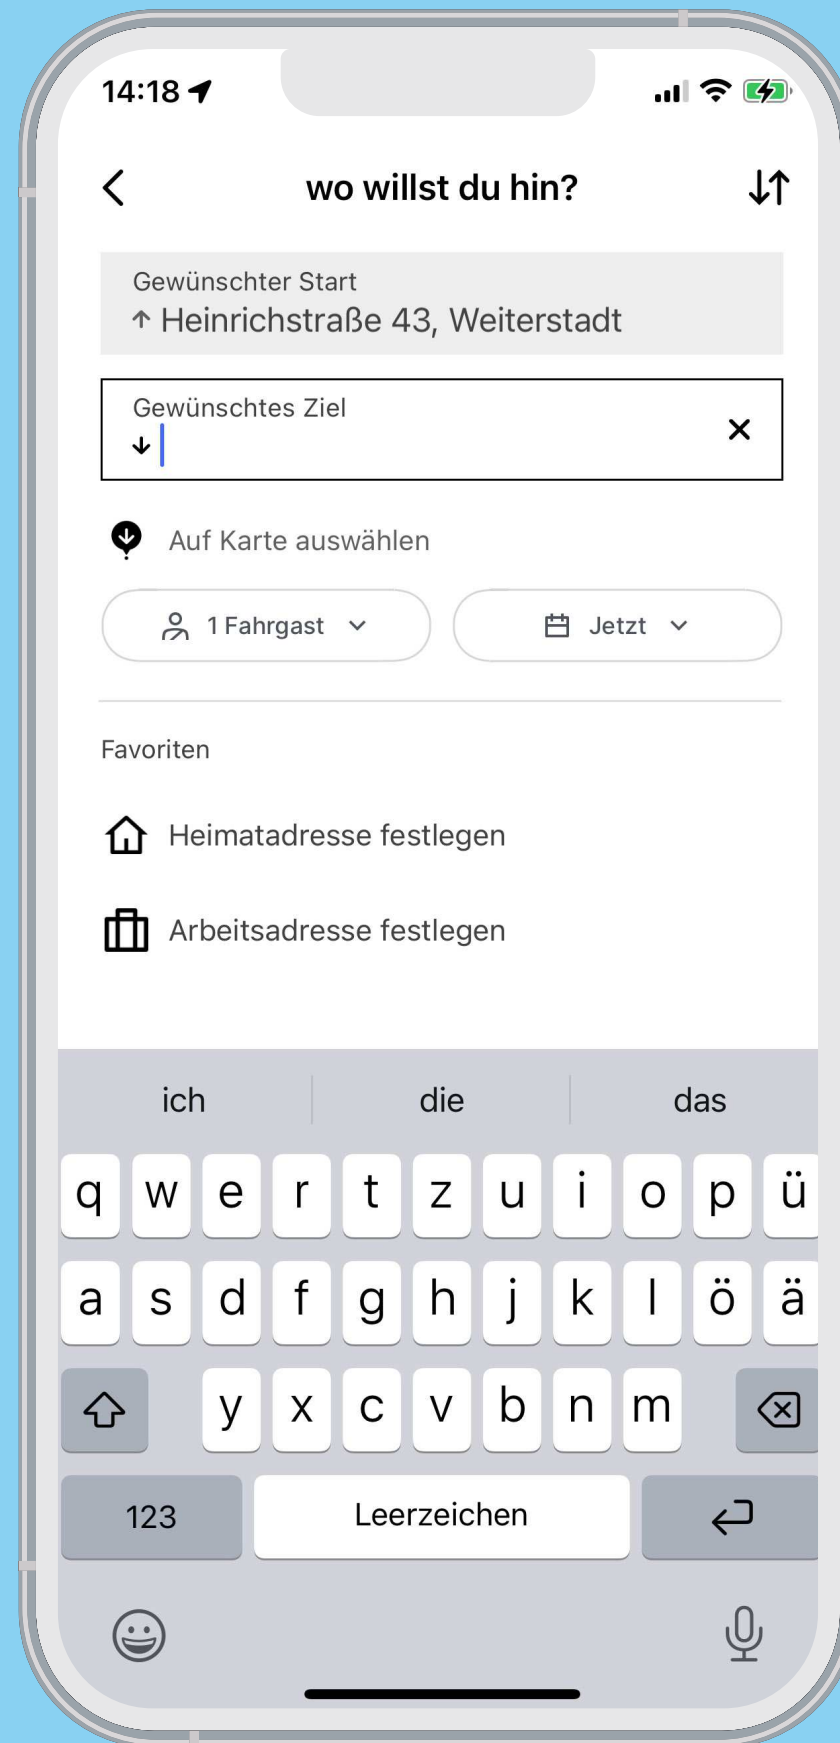 14:18
wo willst du hin?
Gewünschter Start
Heinrichstraße 43, Weiterstadt
Gewünschtes Ziel
Auf Karte auswählen
1 Fahrgast
Jetzt
Favoriten
Heimatadresse festlegen
Arbeitsadresse festlegen
ich die das
q w e r t z u i o p ü
a s d f g h j k l ö ä
y x c v b n m
123 Leerzeichen